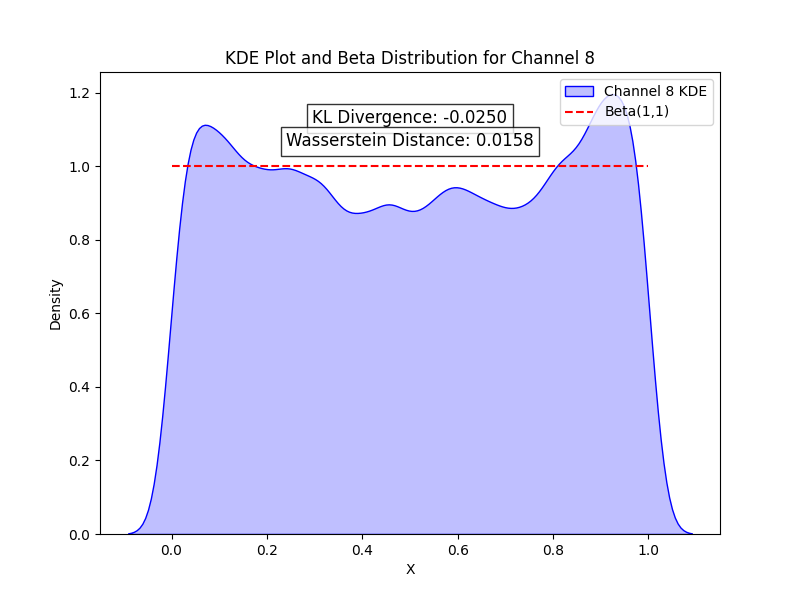 KDE Plot and Beta Distribution for Channel 8
Channel 8 KDE
Beta(1,1)
KL Divergence: -0.0250
Wasserstein Distance: 0.0158
Density
1.2
1.0
0.8
0.6
0.4
0.2
0.0
0.0 0.2 0.4 0.6 0.8 1.0
X